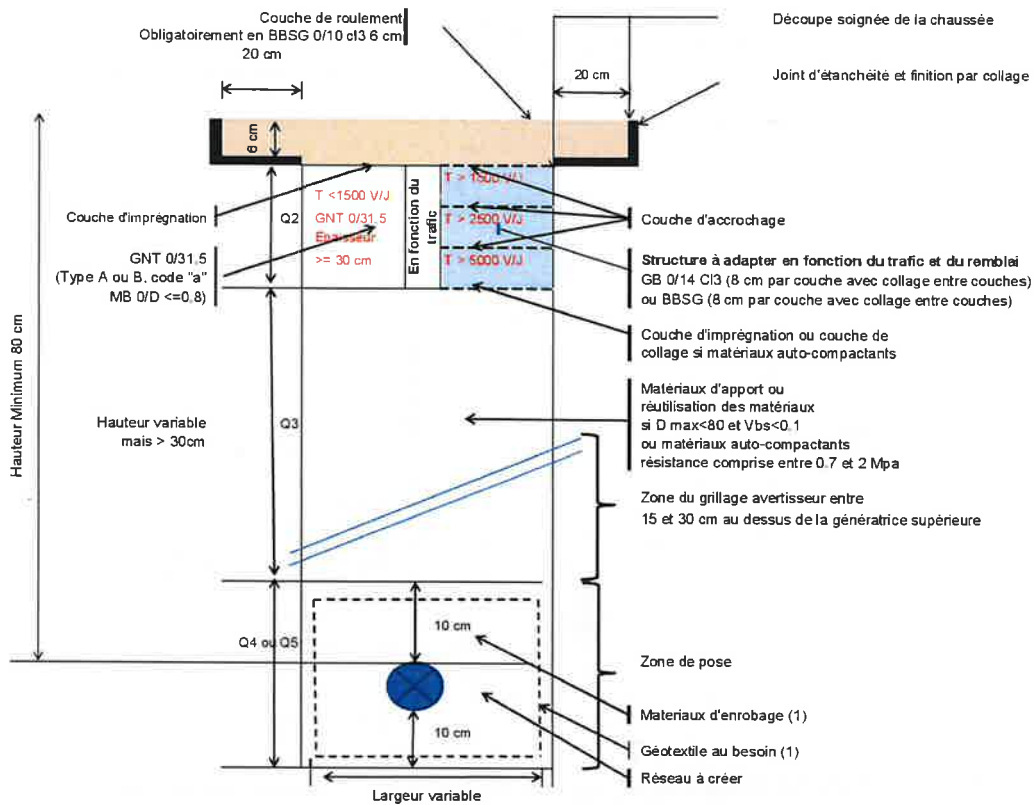 Couche de roulement
Obligatoirement en BBSG 0/10 cl3 6 cm
20 cm
Découpe soignée de la chaussée
20 cm
Joint d'étanchéité et finition par collage
6 cm
Hauteur Minimum 80 cm
Couche d'imprégnation
GNT 0/31.5
(Type A ou B. code "a"
MB 0/D <=0,8)
Q2
T <1500 V/J
GNT 0/31.5
Epaisseur
>= 30 cm
En fonction du
trafic
T > 1500 V/J
T > 2500 V/J
T > 5000 V/J
Couche d'accrochage
Structure à adapter en fonction du trafic et du remblei
GB 0/14 Cl3 (8 cm par couche avec collage entre couches)
ou BBSG (8 cm par couche avec collage entre couches)
Couche d'imprégnation ou couche de
collage si matériaux auto-compactants
Hauteur variable
mais > 30cm
Q3
Matériaux d'apport ou
réutilisation des matériaux
si D max<80 et Vbs<0.1
ou matériaux auto-compactants
résistance comprise entre 0.7 et 2 Mpa
Zone du grillage avertisseur entre
15 et 30 cm au dessus de la génératrice supérieure
Q4 ou Q5
10 cm
10 cm
Zone de pose
Materiaux d'enrobage (1)
Géotextile au besoin (1)
Réseau à créer
Largeur variable